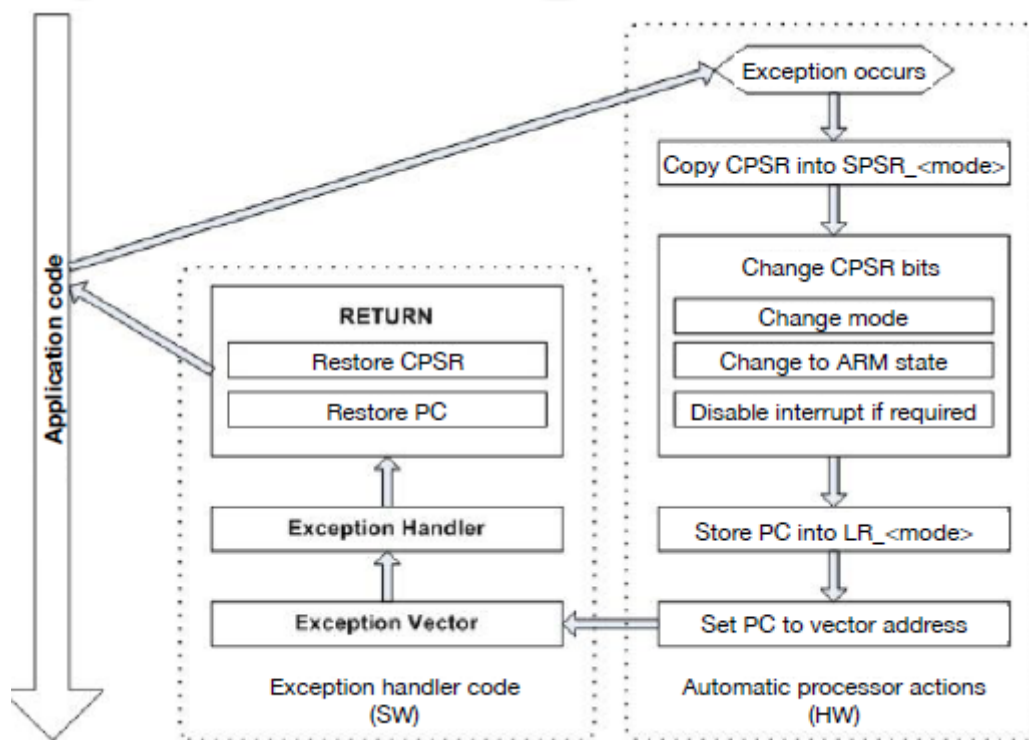 Application code
Exception occurs
Copy CPSR into SPSR_<mode>
Change CPSR bits
Change mode
Change to ARM state
Disable interrupt if required
Store PC into LR_<mode>
Set PC to vector address
Automatic processor actions
(HW)
RETURN
Restore CPSR
Restore PC
Exception Handler
Exception Vector
Exception handler code
(SW)